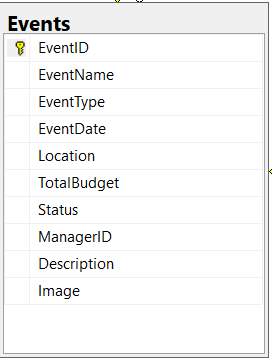 Events
EventID
EventName
EventType
EventDate
Location
TotalBudget
Status
ManagerID
Description
Image